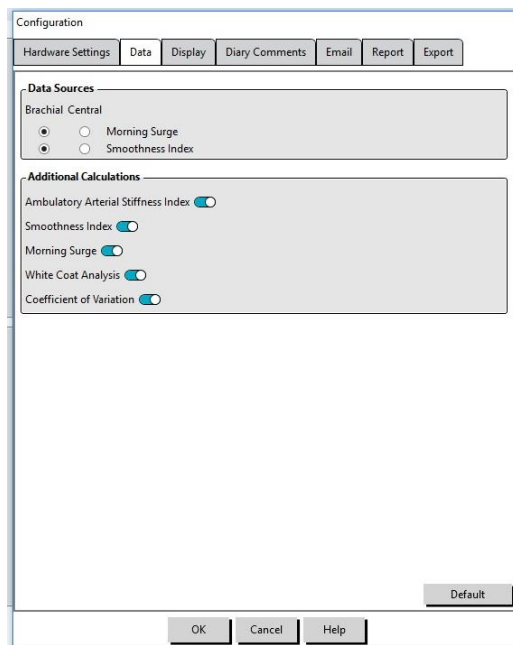 Configuration
Hardware Settings Data Display Diary Comments Email Report Export
Data Sources
Brachial Central
Morning Surge
Smoothness Index
Additional Calculations
Ambulatory Arterial Stiffness Index
Smoothness Index
Morning Surge
White Coat Analysis
Coefficient of Variation
Default
OK Cancel Help